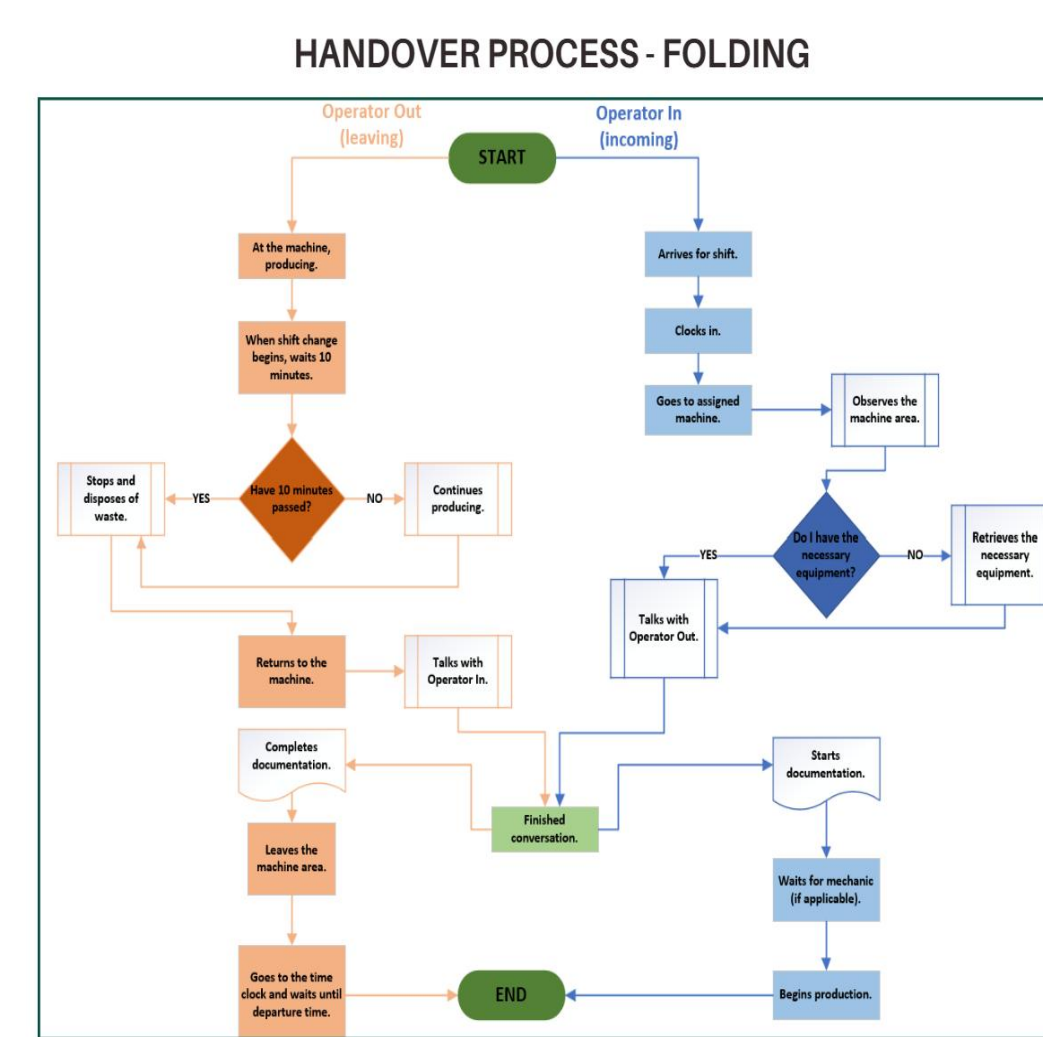 HANDOVER PROCESS - FOLDING
Operator Out
(leaving)
Operator In
(incoming)
START
At the machine,
producing.
Arrives for shift.
When shift change
begins, waits 10
minutes.
Clocks in.
Goes to assigned
machine.
Observes the
machine area.
Stops and
disposes of
waste.
YES
Have 10 minutes
passed?
NO
Continues
producing.
YES
Do I have the
necessary
equipment?
NO
Retrieves the
necessary
equipment.
Talks with
Operator Out.
Returns to the
machine.
Talks with
Operator In.
Completes
documentation.
Starts
documentation.
Finished
conversation.
Leaves the
machine area.
Waits for mechanic
(if applicable).
Goes to the time
clock and waits until
departure time.
END
Begins production.